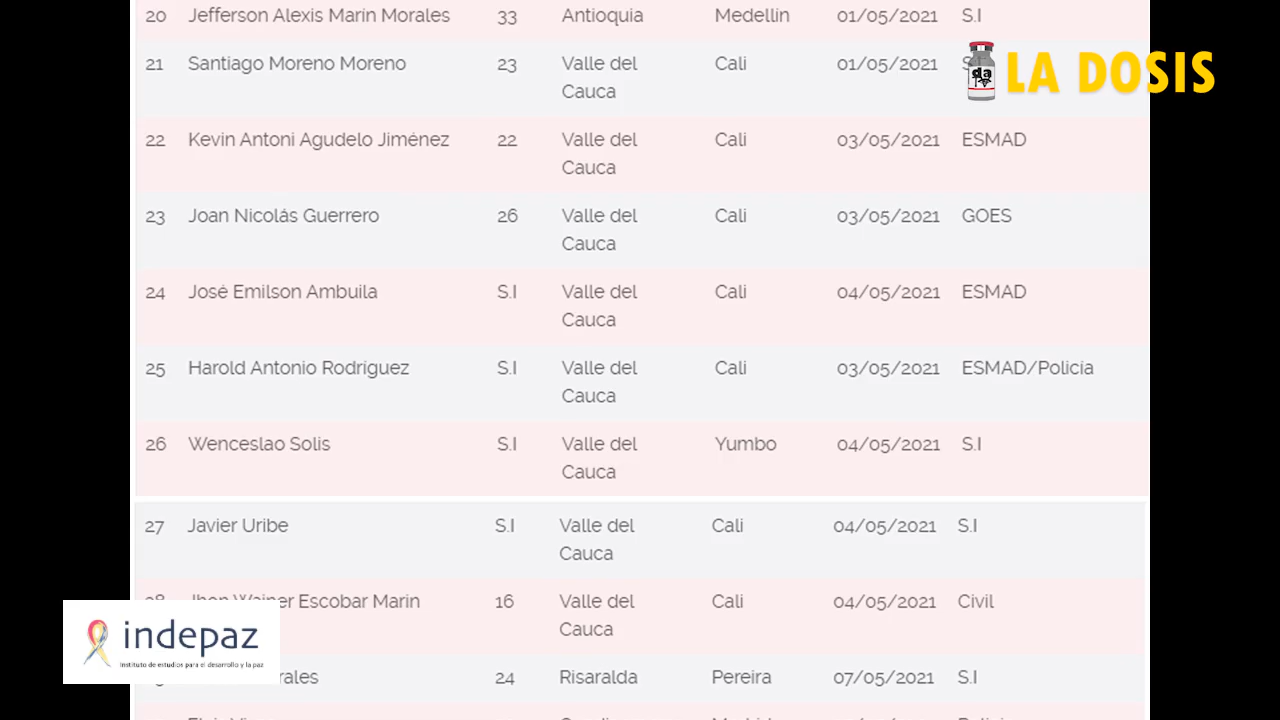 20 Jefferson Alexis Marín Morales 33 Antioquia Medellín 01/05/2021 S.I
21 Santiago Moreno Moreno 23 Valle del Cali 01/05/2021
Cauca
LA DOSIS
22 Kevin Antoni Agudelo Jiménez 22 Valle del Cali 03/05/2021 ESMAD
Cauca
23 Joan Nicolás Guerrero 26 Valle del Cali 03/05/2021 GOES
Cauca
24 José Emilson Ambuila S.I Valle del Cali 04/05/2021 ESMAD
Cauca
25 Harold Antonio Rodríguez S.I Valle del Cali 03/05/2021 ESMAD/Policía
Cauca
26 Wenceslao Solis S.I Valle del Yumbo 04/05/2021 S.I
Cauca
27 Javier Uribe S.I Valle del Cali 04/05/2021 S.I
Cauca
Escobar Marin 16 Valle del Cali 04/05/2021 Civil
Cauca
indepaz
Instituto de estudios para el desarrollo y la paz
24 Risaralda Pereira 07/05/2021 S.I